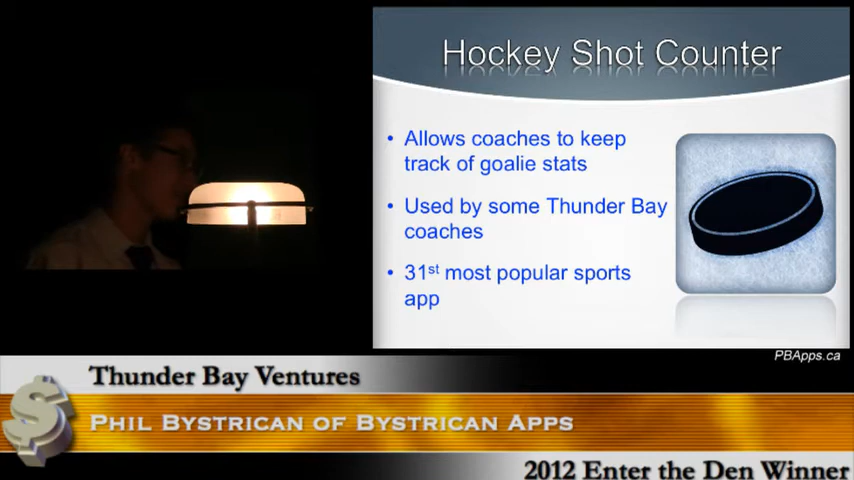 Hockey Shot Counter
• Allows coaches to keep
track of goalie stats
• Used by some Thunder Bay
coaches
• 31st most popular sports
app
PBApps.ca
Thunder Bay Ventures
$
Phil Bystrican of Bystrican Apps
2012 Enter the Den Winner